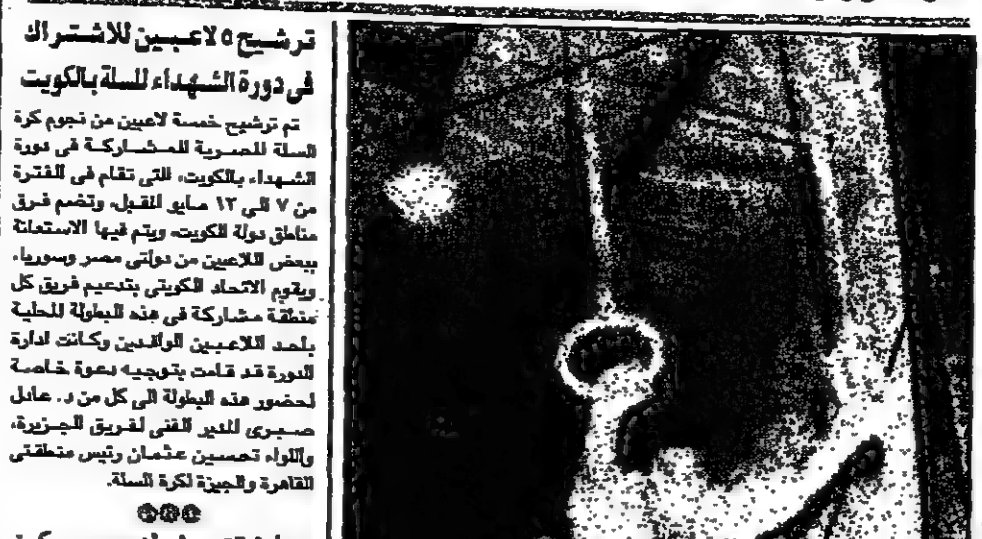 ترشيح ٥ لاعبين للاشتراك
فى دورة الشهداء للسلة بالكويت
تم ترشيح خمسة لاعبين من نجوم كرة
السلة المصرية للمشاركة فى دورة
الشهداء بالكويت، التى تقام فى الفترة
من ٧ الى ١٢ مايو المقبل، وتضم فرق
مناطق دولة الكويت، ويتم فيها الاستعانة
ببعض اللاعبين من دولتى مصر وسوريا.
ويقوم الاتحاد الكويتى بتدعيم فريق كل
منطقة مشاركة فى هذه البطولة المحلية
بأحد اللاعبين الوافدين وكانت ادارة
الدورة قد قامت بتوجيه دعوة خاصة
لحضور هذه البطولة الى كل من د. عادل
صبرى المدير الفنى لفريق الجزيرة،
واللواء تحسين عثمان رئيس منطقتى
القاهرة والجيزة لكرة السلة.